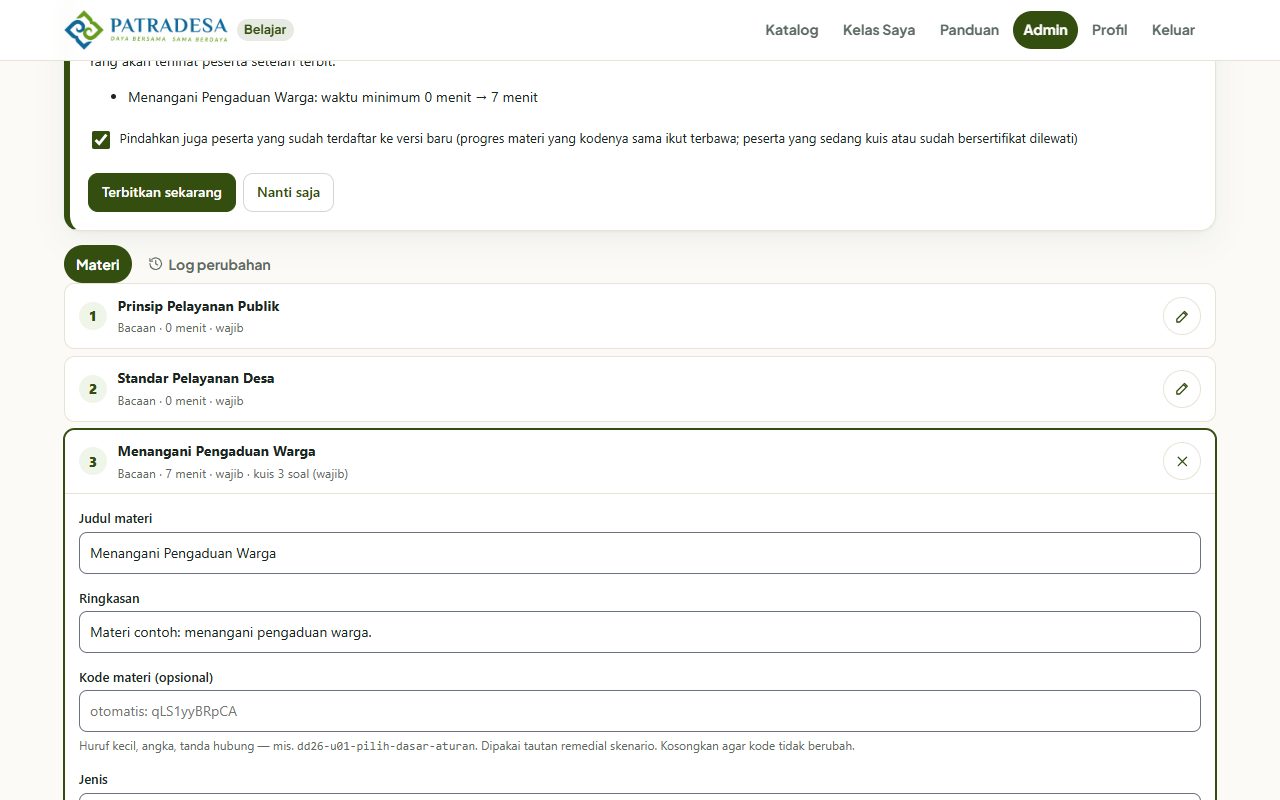 PATRADESA
DAYA BERSAMA SAMA BERDAYA
Belajar
Katalog
Kelas Saya
Panduan
Admin
Profil
Keluar
Yang akan terlihat peserta setelah terbit:
Menangani Pengaduan Warga: waktu minimum 0 menit → 7 menit
Pindahkan juga peserta yang sudah terdaftar ke versi baru (progres materi yang kodenya sama ikut terbawa; peserta yang sedang kuis atau sudah bersertifikat dilewati)
Terbitkan sekarang
Nanti saja
Materi
Log perubahan
1
Prinsip Pelayanan Publik
Bacaan · 0 menit · wajib
2
Standar Pelayanan Desa
Bacaan · 0 menit · wajib
3
Menangani Pengaduan Warga
Bacaan · 7 menit · wajib · kuis 3 soal (wajib)
Judul materi
Menangani Pengaduan Warga
Ringkasan
Materi contoh: menangani pengaduan warga.
Kode materi (opsional)
otomatis: qLS1yyBRpCA
Huruf kecil, angka, tanda hubung — mis. dd26-u01-pilih-dasar-aturan. Dipakai tautan remedial skenario. Kosongkan agar kode tidak berubah.
Jenis